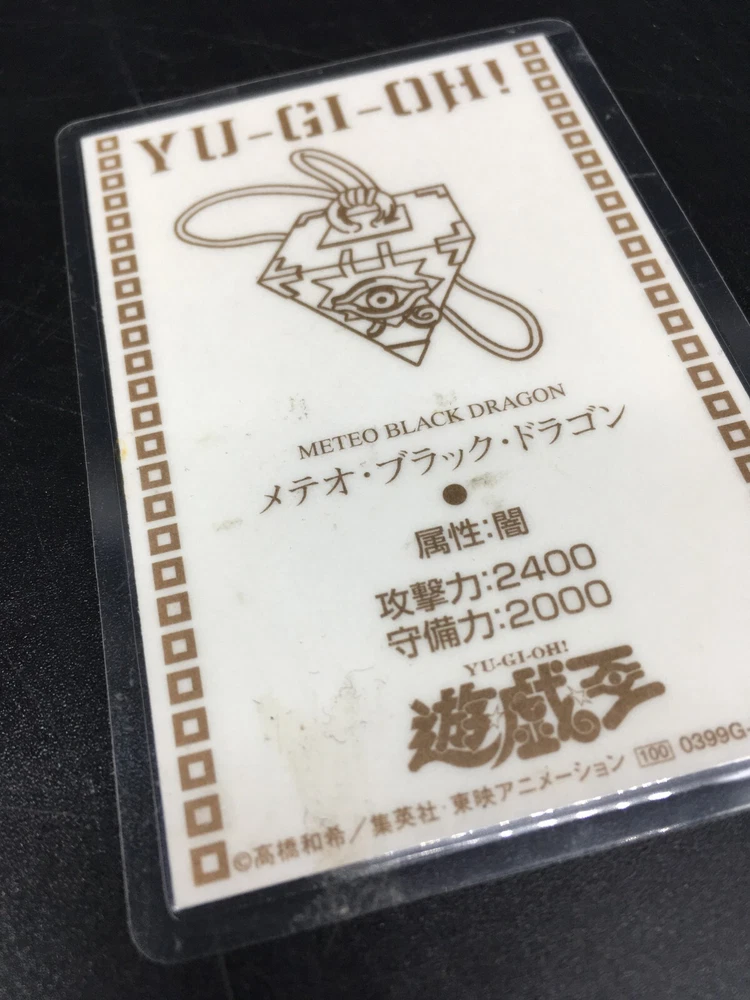 YU-GI-OH!
METEO BLACK DRAGON
メテオ・ブラック・ドラゴン
●
属性:闇
攻撃力:2400
守備力:2000
YU-GI-OH!
遊戯王
©高橋和希／集英社・東映アニメーション 100 0399G-